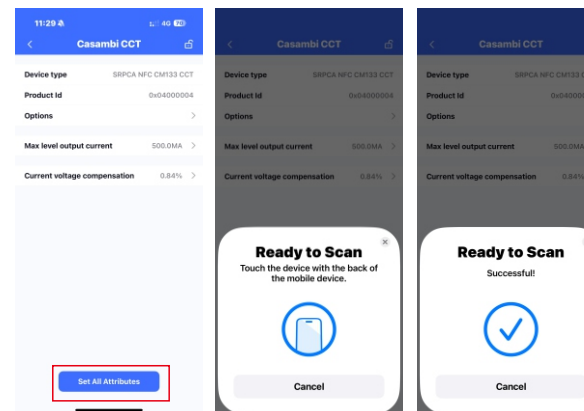 11:29
4G
Casambi CCT
Device type SRPCA NFC CM133 CCT
Product Id 0x04000004
Options
Max level output current 500.0MA
Current voltage compensation 0.84%
Set All Attributes
Casambi CCT
Device type SRPCA NFC CM133 CCT
Product Id 0x04000004
Options
Max level output current 500.0MA
Current voltage compensation 0.84%
Ready to Scan
Touch the device with the back of
the mobile device.
Cancel
Casambi CCT
Device type SRPCA NFC CM133
Product Id
Options
Max level output current 500.0MA
Current voltage compensation 0.84%
Ready to Scan
Successful!
Cancel